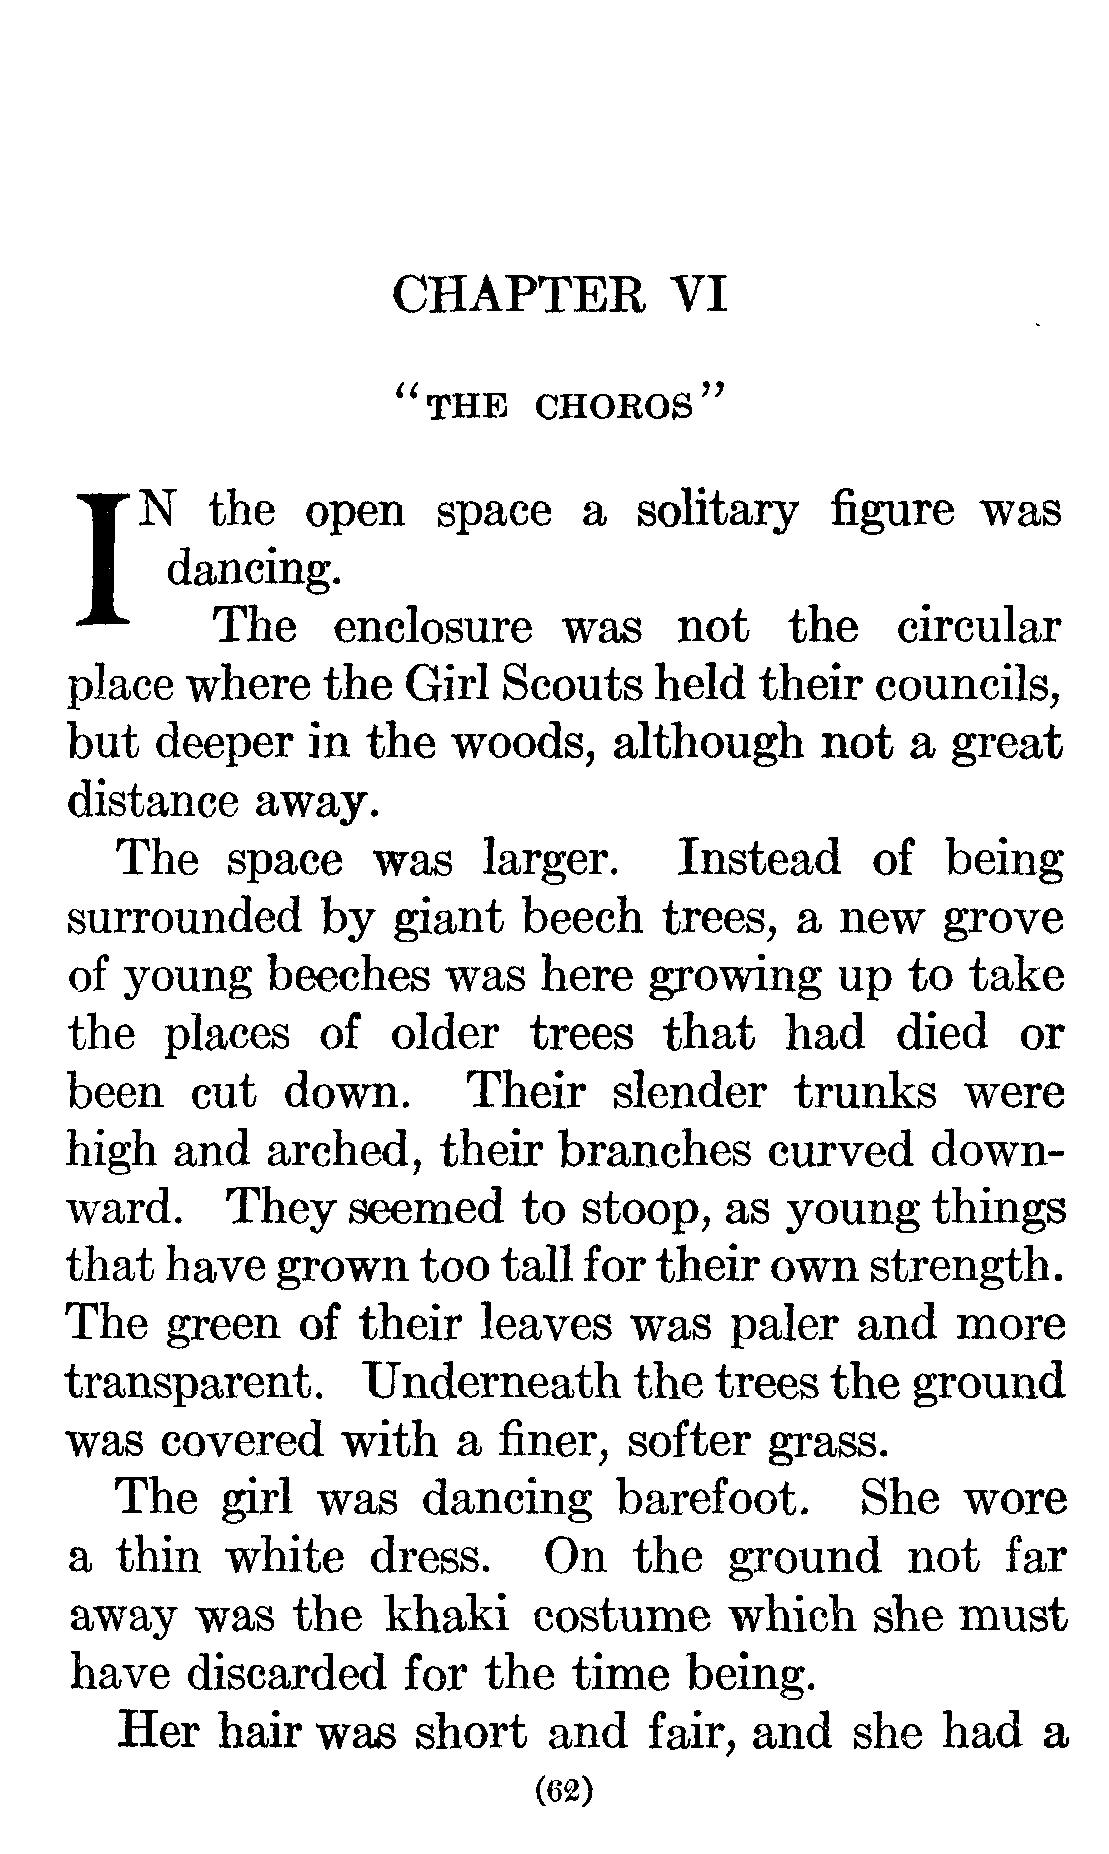 CHAPTER VI
"THE CHOROS"
IN the open space a solitary figure was
dancing.
The enclosure was not the circular
place where the Girl Scouts held their councils,
but deeper in the woods, although not a great
distance away.
The space was larger. Instead of being
surrounded by giant beech trees, a new grove
of young beeches was here growing up to take
the places of older trees that had died or
been cut down. Their slender trunks were
high and arched, their branches curved down-
ward. They seemed to stoop, as young things
that have grown too tall for their own strength.
The green of their leaves was paler and more
transparent. Underneath the trees the ground
was covered with a finer, softer grass.
The girl was dancing barefoot. She wore
a thin white dress. On the ground not far
away was the khaki costume which she must
have discarded for the time being.
Her hair was short and fair, and she had a
(62)